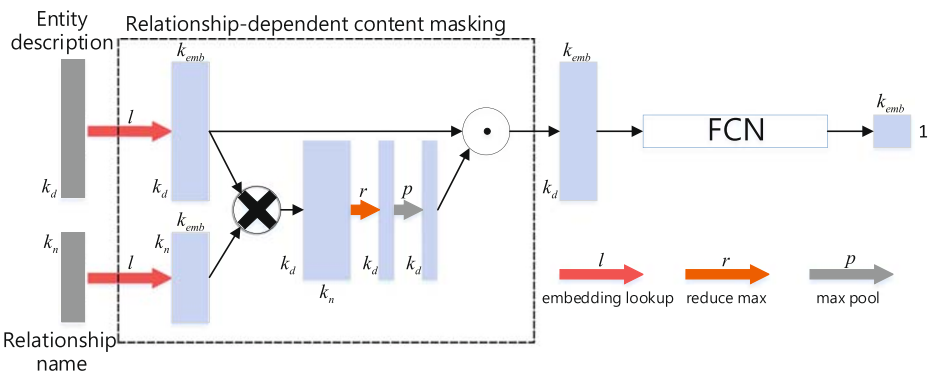 Entity
description
Relationship-dependent content masking
k_emb
k_emb
k_emb
l
FCN
1
k_d
k_d
k_d
k_n
k_n
k_emb
r
p
l
k_d
k_d
k_d
k_n
l
r
p
embedding lookup
reduce max
max pool
Relationship
name